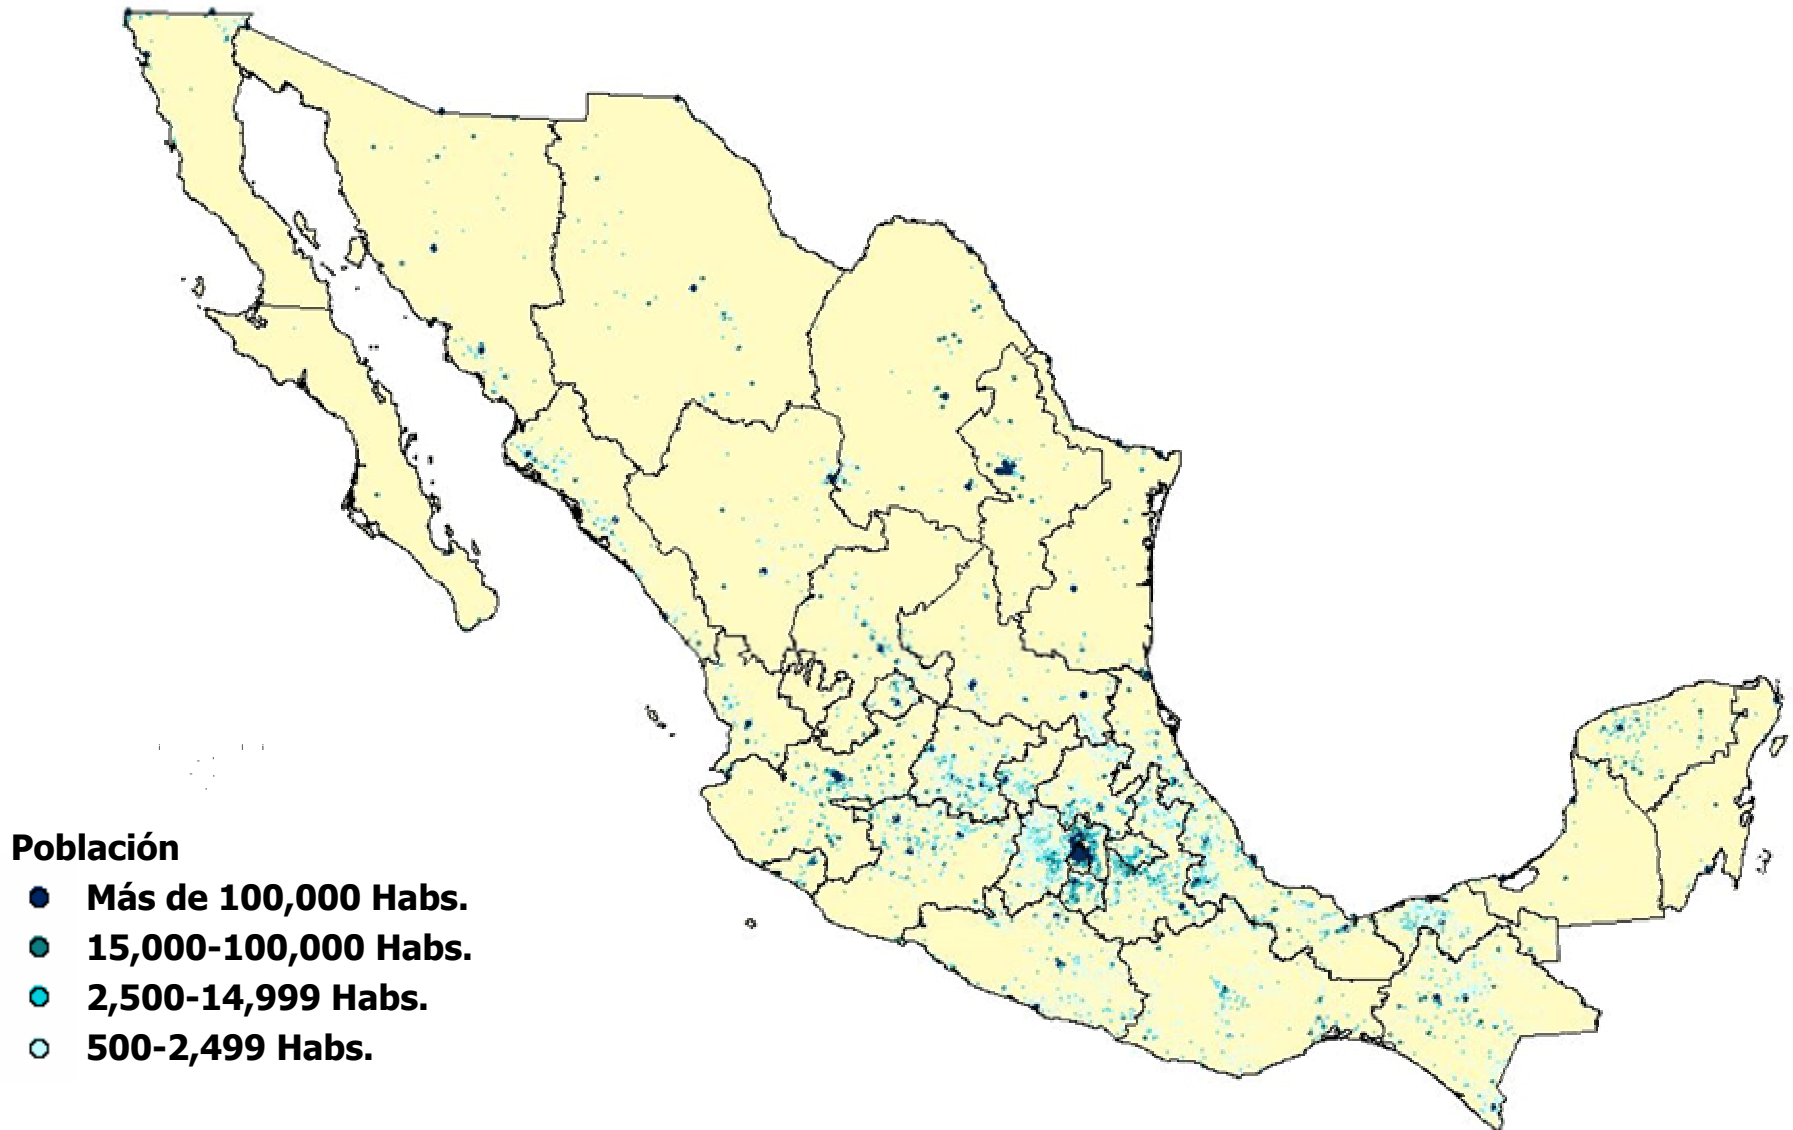 Población
Más de 100,000 Habs.
15,000-100,000 Habs.
2,500-14,999 Habs.
500-2,499 Habs.